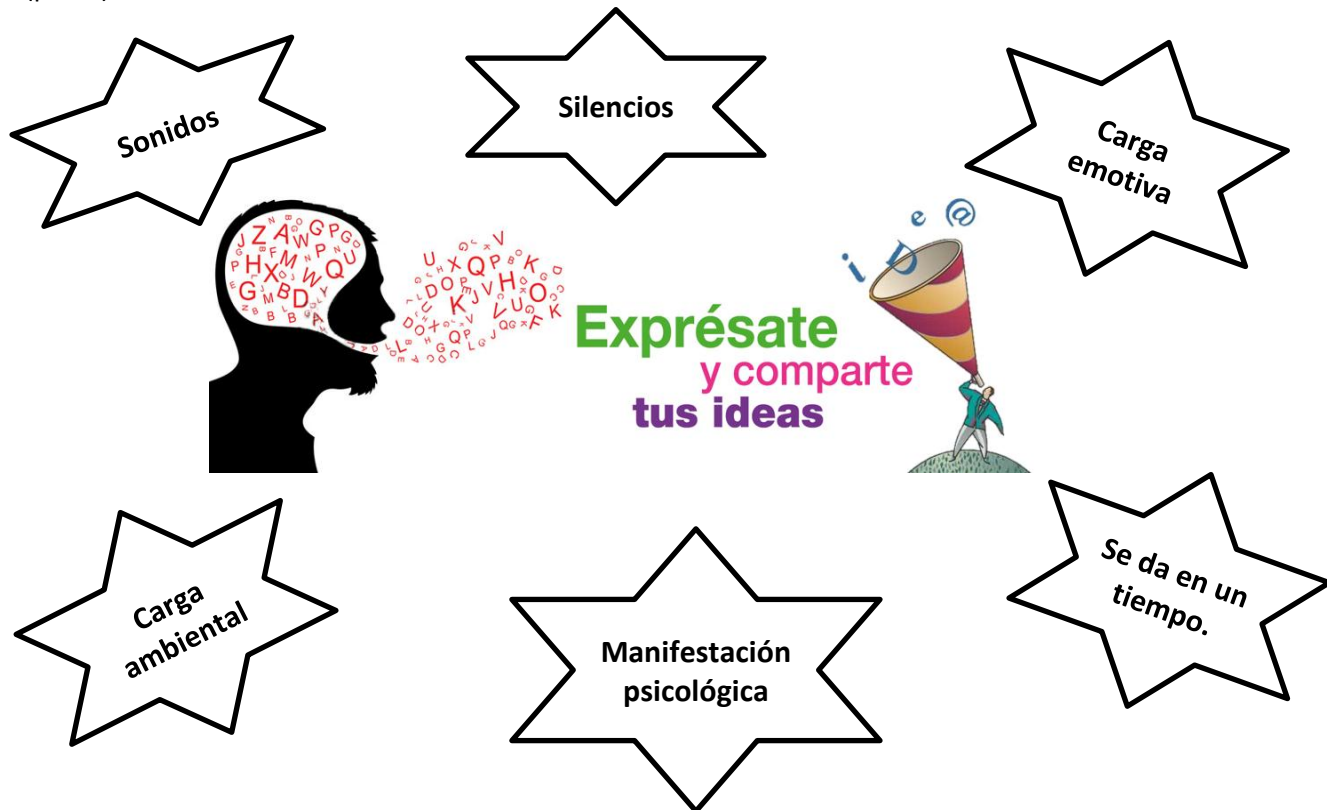 Sonidos
Silencios
Carga
emotiva
i D e @
Exprésate
y comparte
tus ideas
Carga
ambiental
Manifestación
psicológica
Se da en un
tiempo.